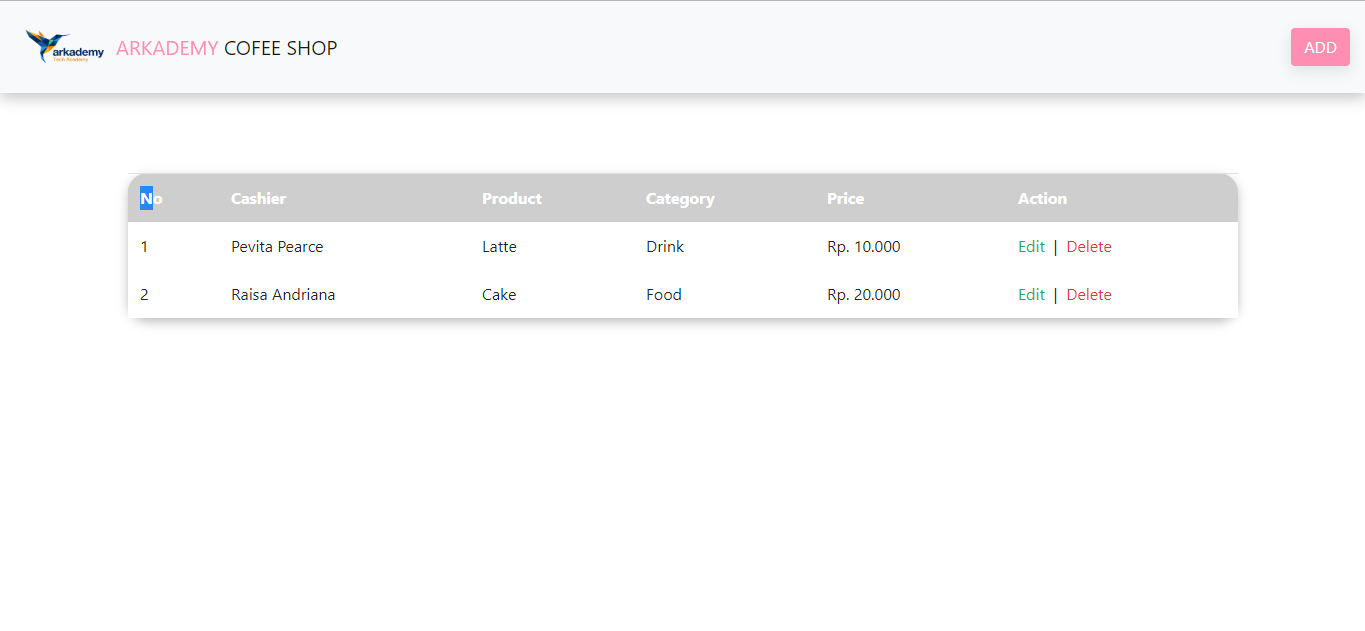 arkademy
Tech Academy
ARKADEMY COFEE SHOP
ADD
No Cashier Product Category Price Action
1 Pevita Pearce Latte Drink Rp. 10.000 Edit | Delete
2 Raisa Andriana Cake Food Rp. 20.000 Edit | Delete